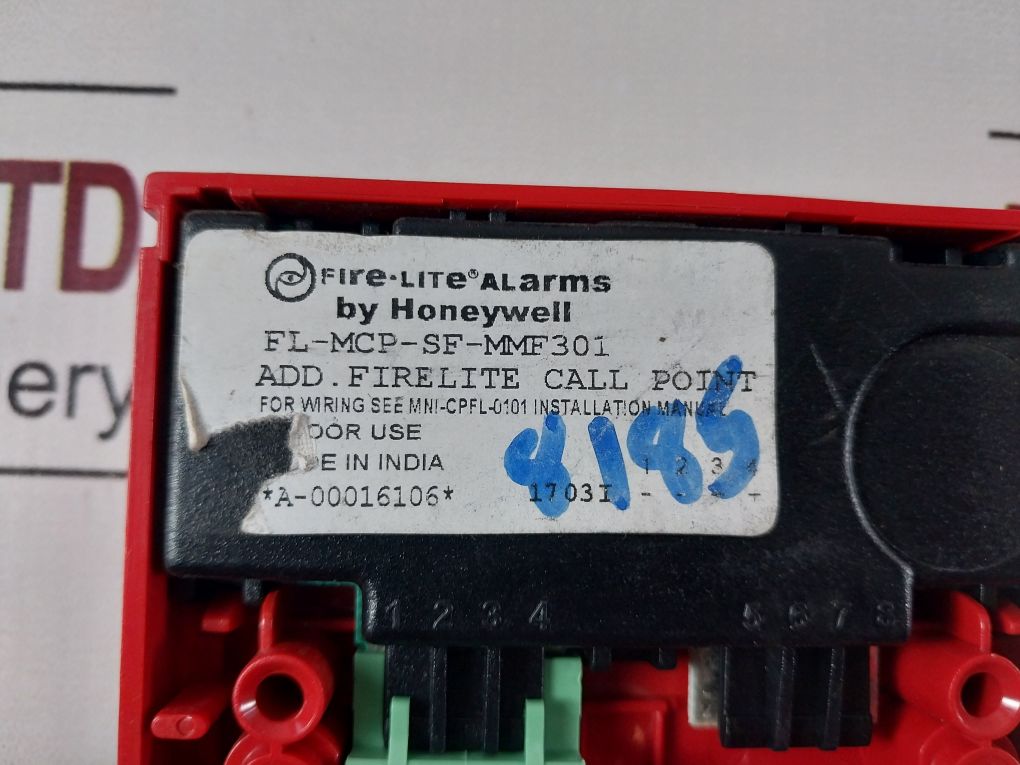 TD
ery
FIre·LITe® ALarms
by Honeywell
FL-MCP-SF-MMF301
ADD.FIRELITE CALL POINT
FOR WIRING SEE MNI-CPFL-0101 INSTALLATION MANUAL
OOR USE
E IN INDIA
1 2 3 4
*A-00016106* 1703I - - - -
8185
1 2 3 4 5 6 7 8